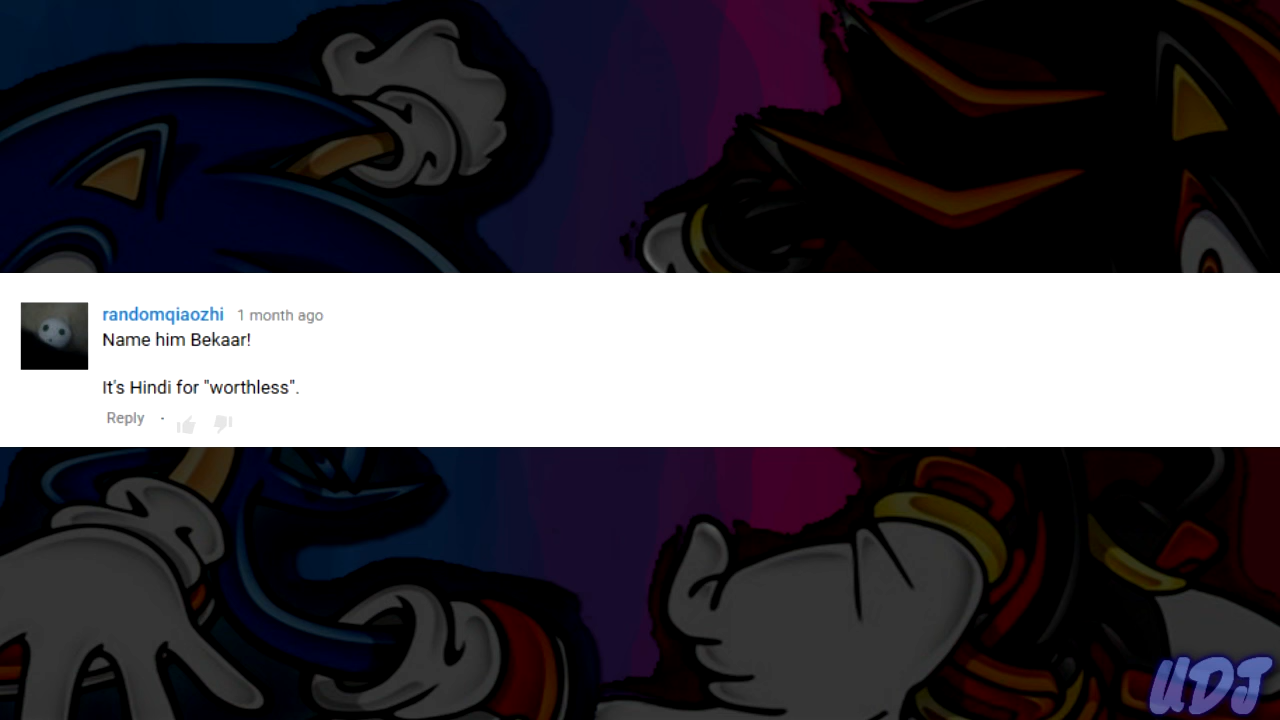 randomqiaozhi 1 month ago
Name him Bekaar!
It's Hindi for "worthless".
Reply ·
UDJ